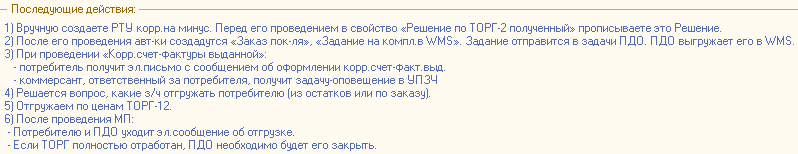 Последующие действия:
1) Вручную создаете РТУ корр.на минус. Перед его проведением в свойство «Решение по ТОРГ-2 полученный» прописываете это Решение.
2) После его проведения авт-ки создадутся «Заказ пок-ля», «Задание на компл.в WMS». Задание отправится в задачи ПДО. ПДО выгружает его в WMS.
3) При проведении «Корр.счет-фактуры выданной»:
- потребитель получит эл.письмо с сообщением об оформлении корр.счет-факт.выд.
- коммерсант, ответственный за потребителя, получит задачу-оповещение в УПЗЧ
4) Решается вопрос, какие з/ч отгружать потребителю (из остатков или по заказу).
5) Отгружаем по ценам ТОРГ-12.
6) После проведения МП:
- Потребителю и ПДО уходит эл.сообщение об отгрузке.
- Если ТОРГ полностью отработан, ПДО необходимо будет его закрыть.